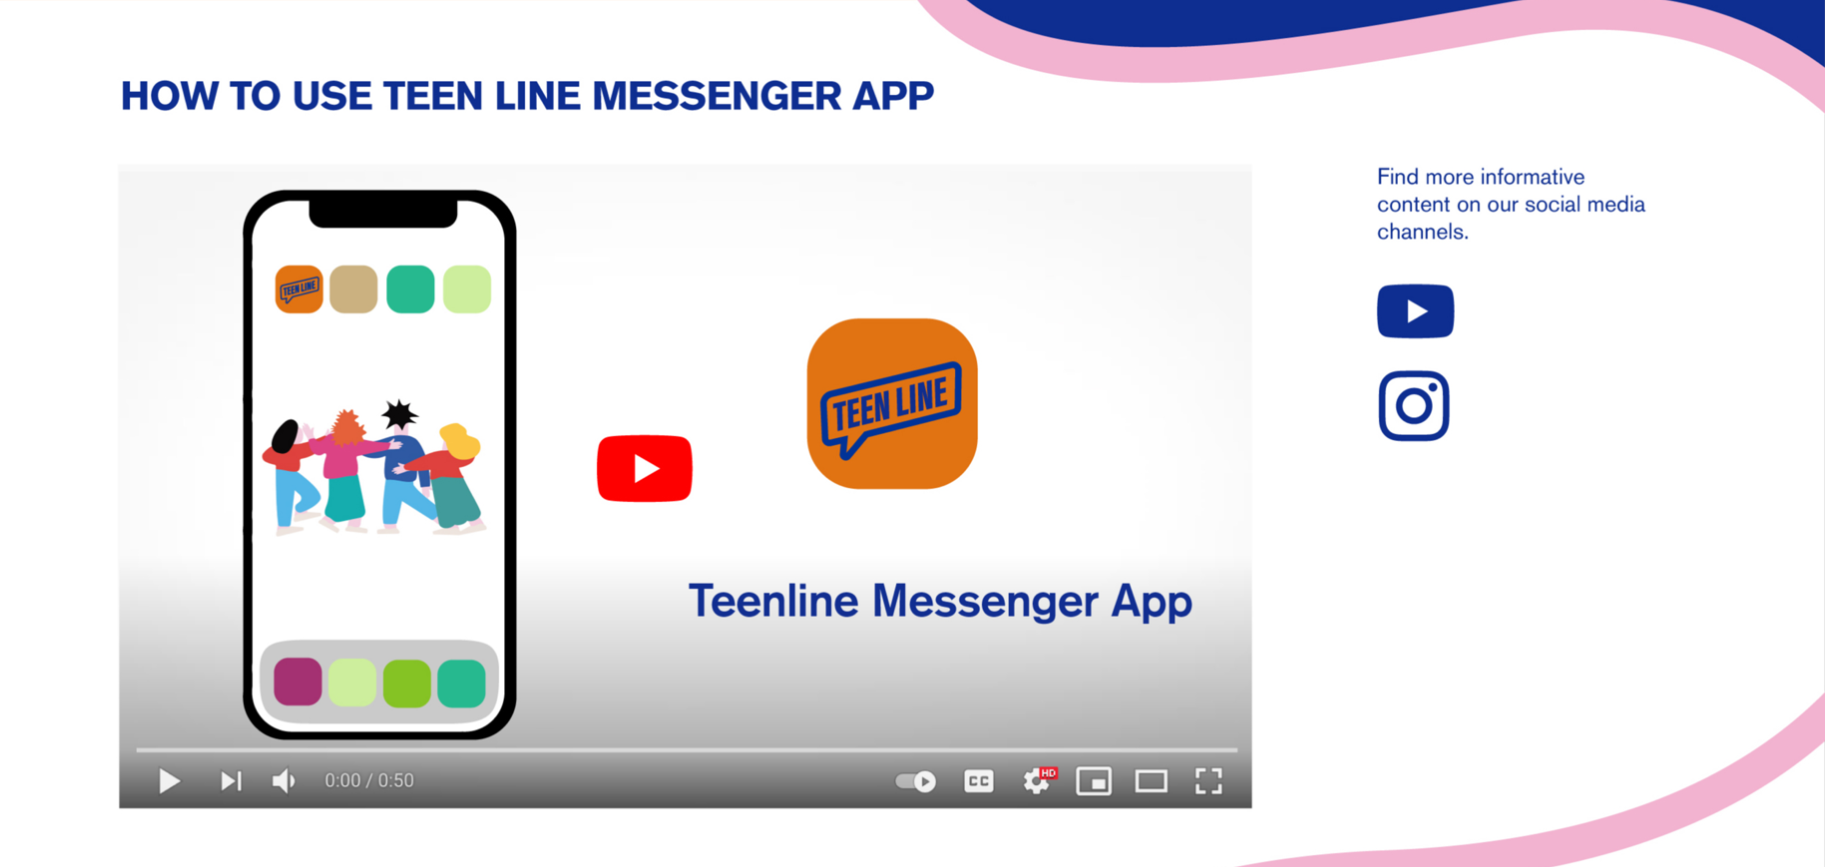 HOW TO USE TEEN LINE MESSENGER APP
Find more informative
content on our social media
channels.
TEEN LINE
TEEN LINE
Teenline Messenger App
0:00 / 0:50
CC
HD